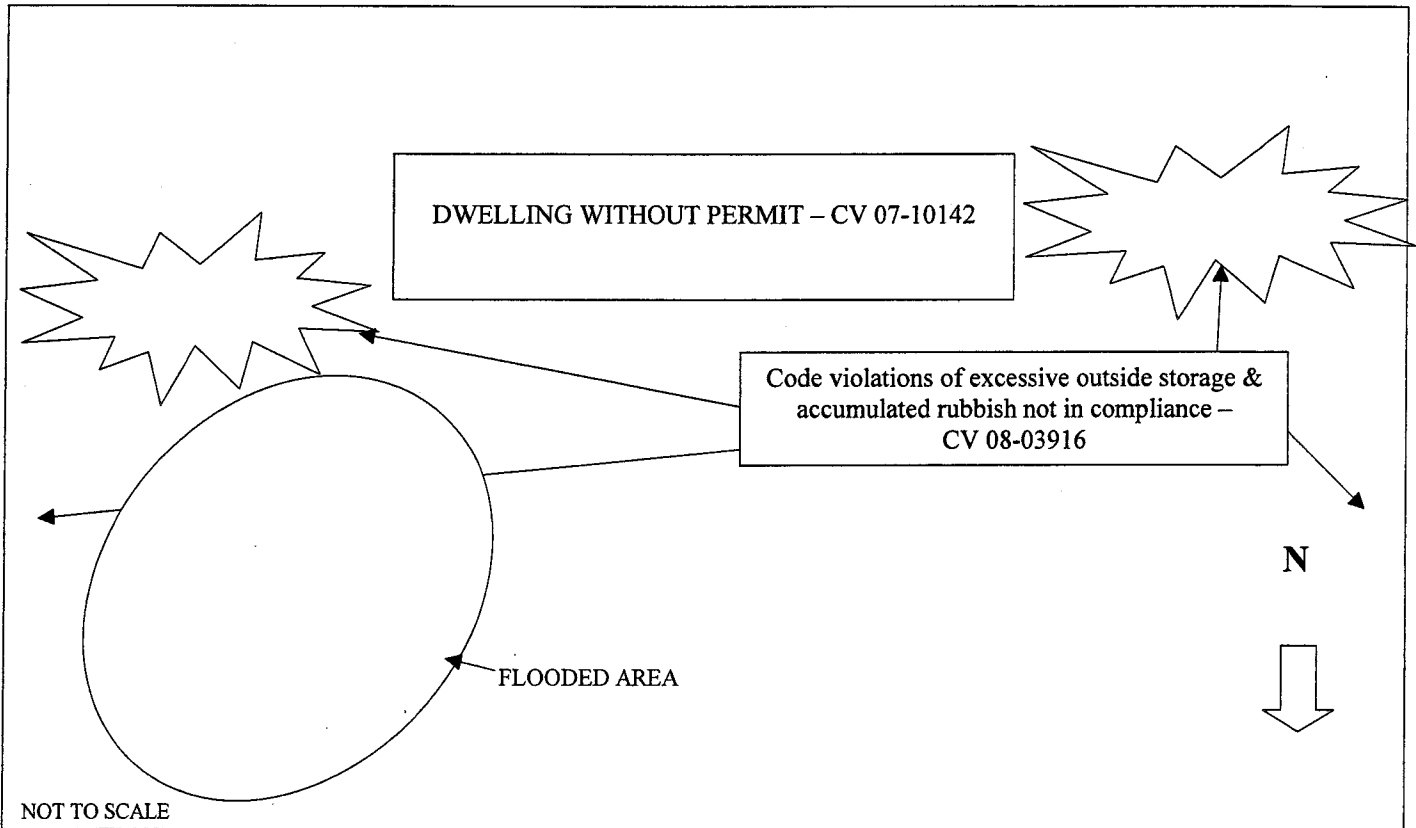 DWELLING WITHOUT PERMIT – CV 07-10142
Code violations of excessive outside storage &
accumulated rubbish not in compliance –
CV 08-03916
N
FLOODED AREA
NOT TO SCALE